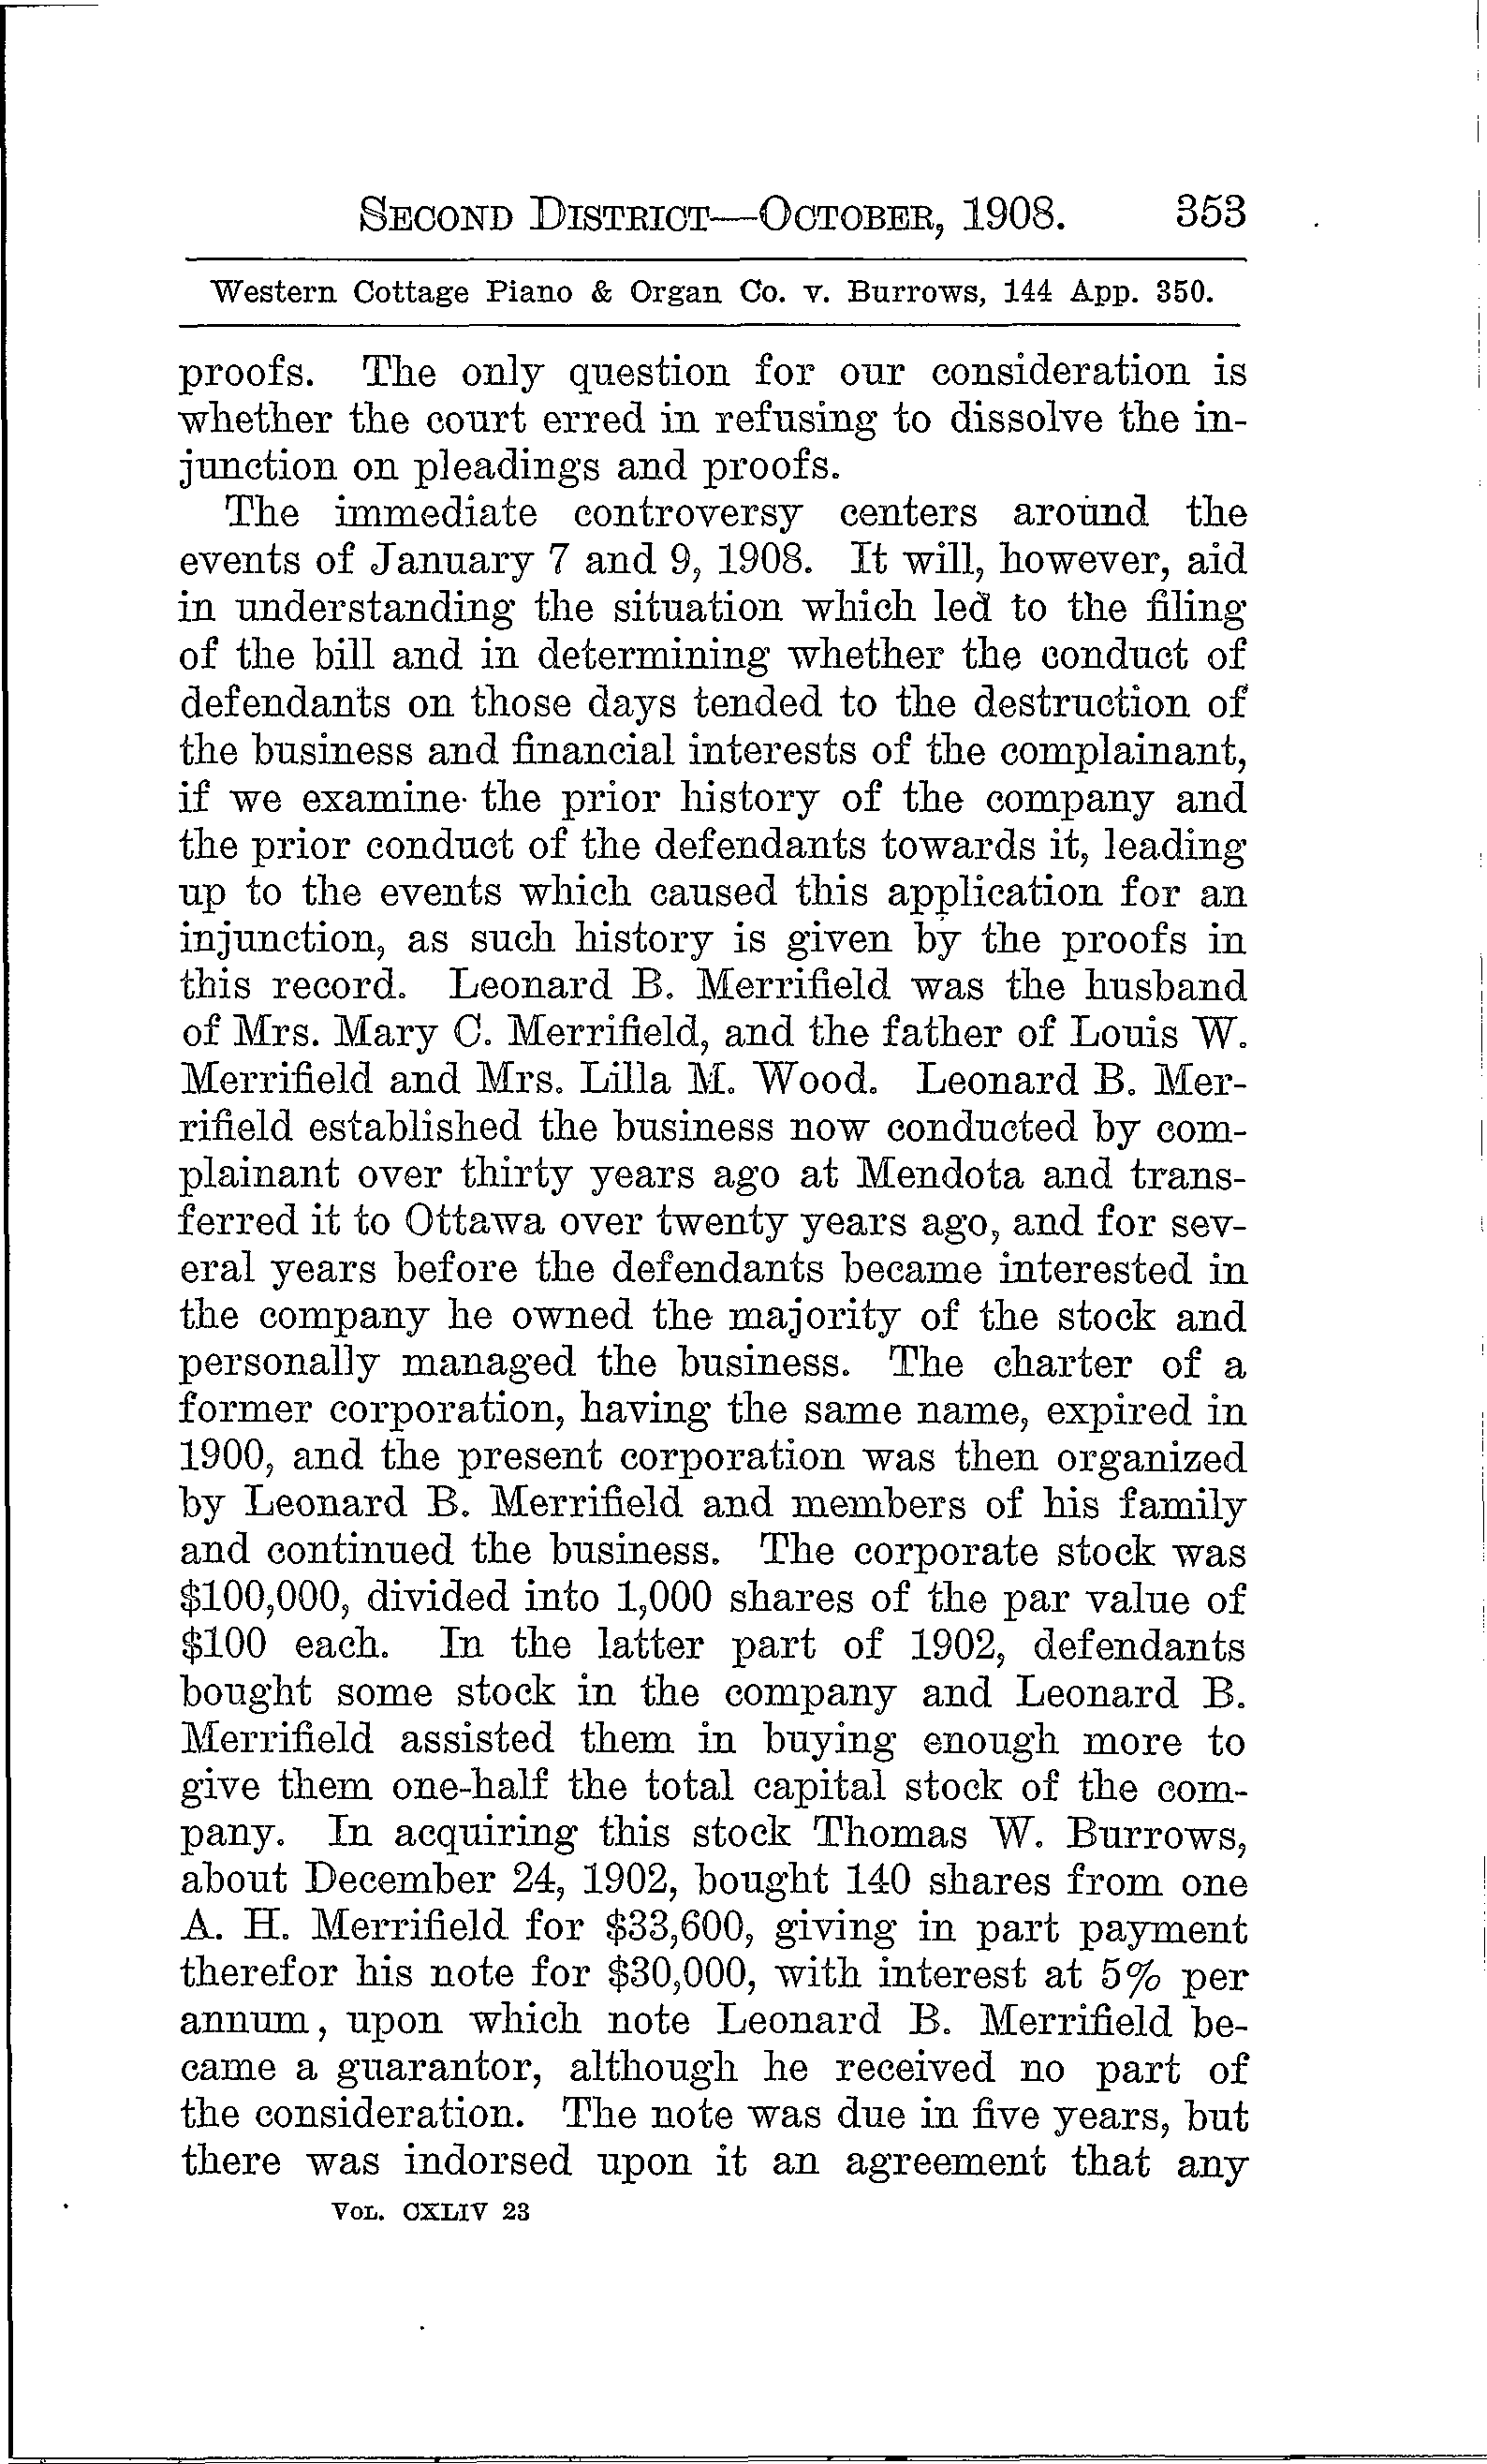 SECOND DISTRICT—OCTOBER, 1908. 353
Western Cottage Piano & Organ Co. v. Burrows, 144 App. 350.
proofs. The only question for our consideration is
whether the court erred in refusing to dissolve the in-
junction on pleadings and proofs.
The immediate controversy centers around the
events of January 7 and 9, 1908. It will, however, aid
in understanding the situation which led to the filing
of the bill and in determining whether the conduct of
defendants on those days tended to the destruction of
the business and financial interests of the complainant,
if we examine the prior history of the company and
the prior conduct of the defendants towards it, leading
up to the events which caused this application for an
injunction, as such history is given by the proofs in
this record. Leonard B. Merrifield was the husband
of Mrs. Mary C. Merrifield, and the father of Louis W.
Merrifield and Mrs. Lilla M. Wood. Leonard B. Mer-
rifield established the business now conducted by com-
plainant over thirty years ago at Mendota and trans-
ferred it to Ottawa over twenty years ago, and for sev-
eral years before the defendants became interested in
the company he owned the majority of the stock and
personally managed the business. The charter of a
former corporation, having the same name, expired in
1900, and the present corporation was then organized
by Leonard B. Merrifield and members of his family
and continued the business. The corporate stock was
$100,000, divided into 1,000 shares of the par value of
$100 each. In the latter part of 1902, defendants
bought some stock in the company and Leonard B.
Merrifield assisted them in buying enough more to
give them one-half the total capital stock of the com-
pany. In acquiring this stock Thomas W. Burrows,
about December 24, 1902, bought 140 shares from one
A. H. Merrifield for $33,600, giving in part payment
therefor his note for $30,000, with interest at 5% per
annum, upon which note Leonard B. Merrifield be-
came a guarantor, although he received no part of
the consideration. The note was due in five years, but
there was indorsed upon it an agreement that any
VOL. CXLIV 23